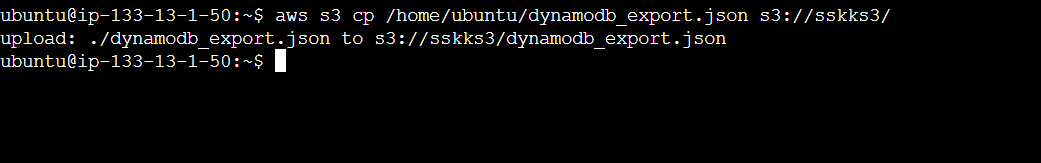 ubuntu@ip-133-13-1-50:~$ aws s3 cp /home/ubuntu/dynamodb_export.json s3://sskks3/
upload: ./dynamodb_export.json to s3://sskks3/dynamodb_export.json
ubuntu@ip-133-13-1-50:~$